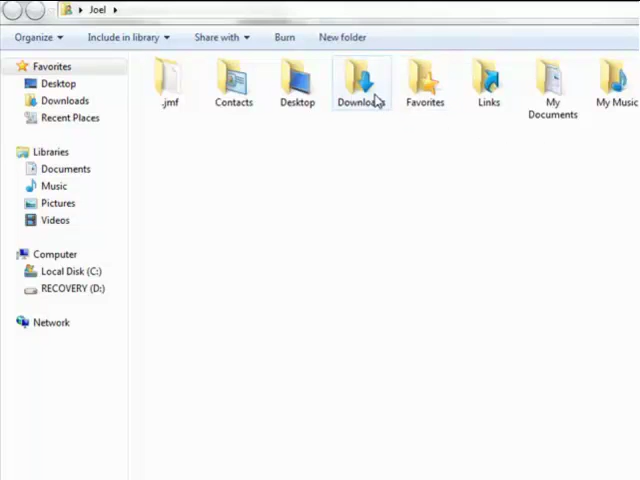 Joel
Organize Include in library Share with Burn New folder
Favorites
Desktop
Downloads
Recent Places
Libraries
Documents
Music
Pictures
Videos
Computer
Local Disk (C:)
RECOVERY (D:)
Network
.jmf
Contacts
Desktop
Downloads
Favorites
Links
My
Documents
My Music